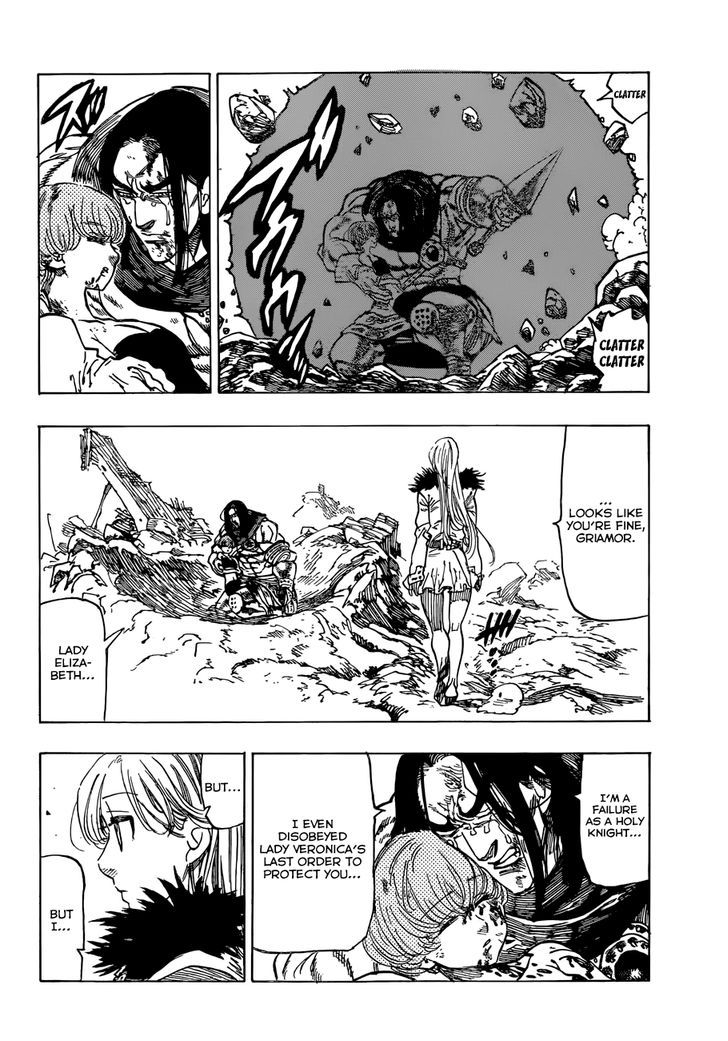 CLATTER
CLATTER
CLATTER
...
LOOKS LIKE
YOU'RE FINE,
GRIAMOR.
LADY
ELIZA-
BETH...
I'M A
FAILURE
AS A HOLY
KNIGHT...
I EVEN
DISOBEYED
LADY VERONICA'S
LAST ORDER TO
PROTECT YOU...
BUT...
BUT
I...